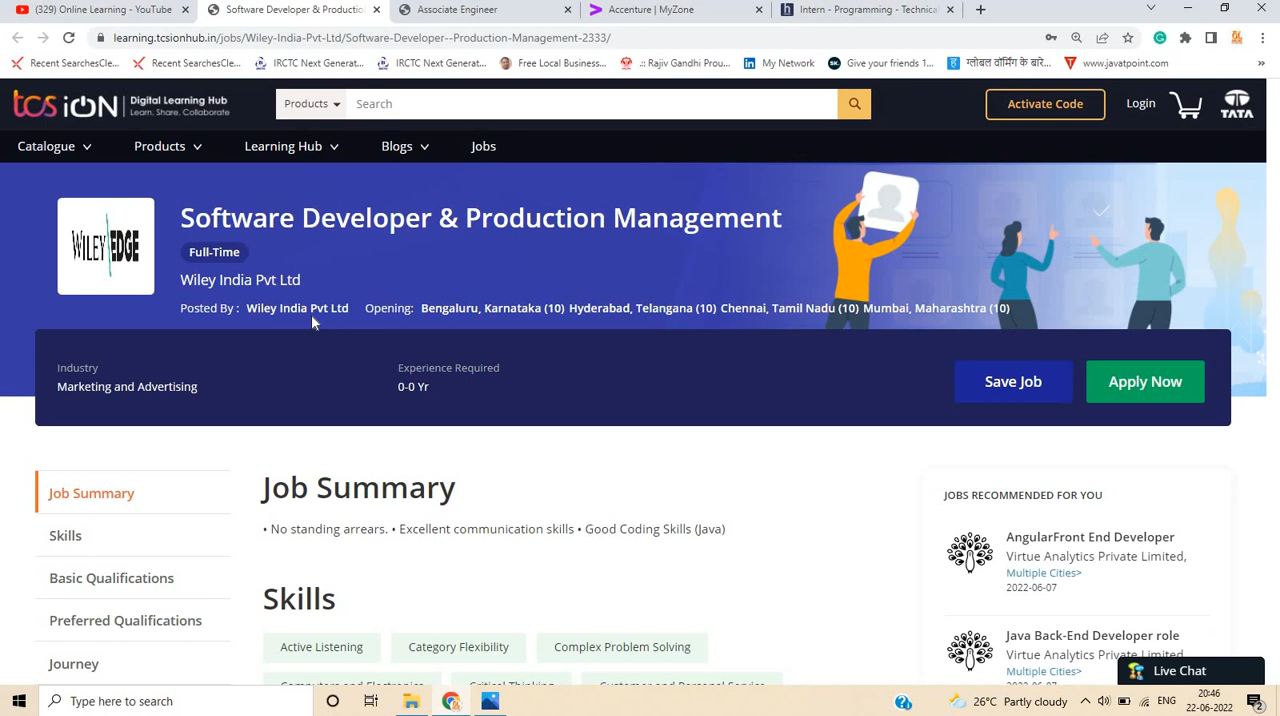 (329) Online Learning - YouTube
Software Developer & Productio
Associate Engineer
Accenture | MyZone
Intern - Programming - Technica
learning.tcsionhub.in/jobs/Wiley-India-Pvt-Ltd/Software-Developer--Production-Management-2333/
Recent SearchesCle...
Recent SearchesCle...
IRCTC Next Generat...
IRCTC Next Generat...
Free Local Business...
.:: Rajiv Gandhi Prou...
My Network
Give your friends 1...
ग्लोबल वॉर्मिंग के बारे...
www.javatpoint.com
tcs iON
Digital Learning Hub
Learn. Share. Collaborate
Products
Search
Activate Code
Login
TATA
Catalogue
Products
Learning Hub
Blogs
Jobs
WILEY EDGE
Software Developer & Production Management
Full-Time
Wiley India Pvt Ltd
Posted By : Wiley India Pvt Ltd Opening: Bengaluru, Karnataka (10) Hyderabad, Telangana (10) Chennai, Tamil Nadu (10) Mumbai, Maharashtra (10)
Industry
Marketing and Advertising
Experience Required
0-0 Yr
Save Job
Apply Now
Job Summary
Skills
Basic Qualifications
Preferred Qualifications
Journey
Job Summary
• No standing arrears. • Excellent communication skills • Good Coding Skills (Java)
Skills
Active Listening
Category Flexibility
Complex Problem Solving
JOBS RECOMMENDED FOR YOU
AngularFront End Developer
Virtue Analytics Private Limited,
Multiple Cities>
2022-06-07
Java Back-End Developer role
Virtue Analytics Private Limited,
Multiple Cities>
Live Chat
Type here to search
26°C Partly cloudy
ENG
20:46
22-06-2022
2